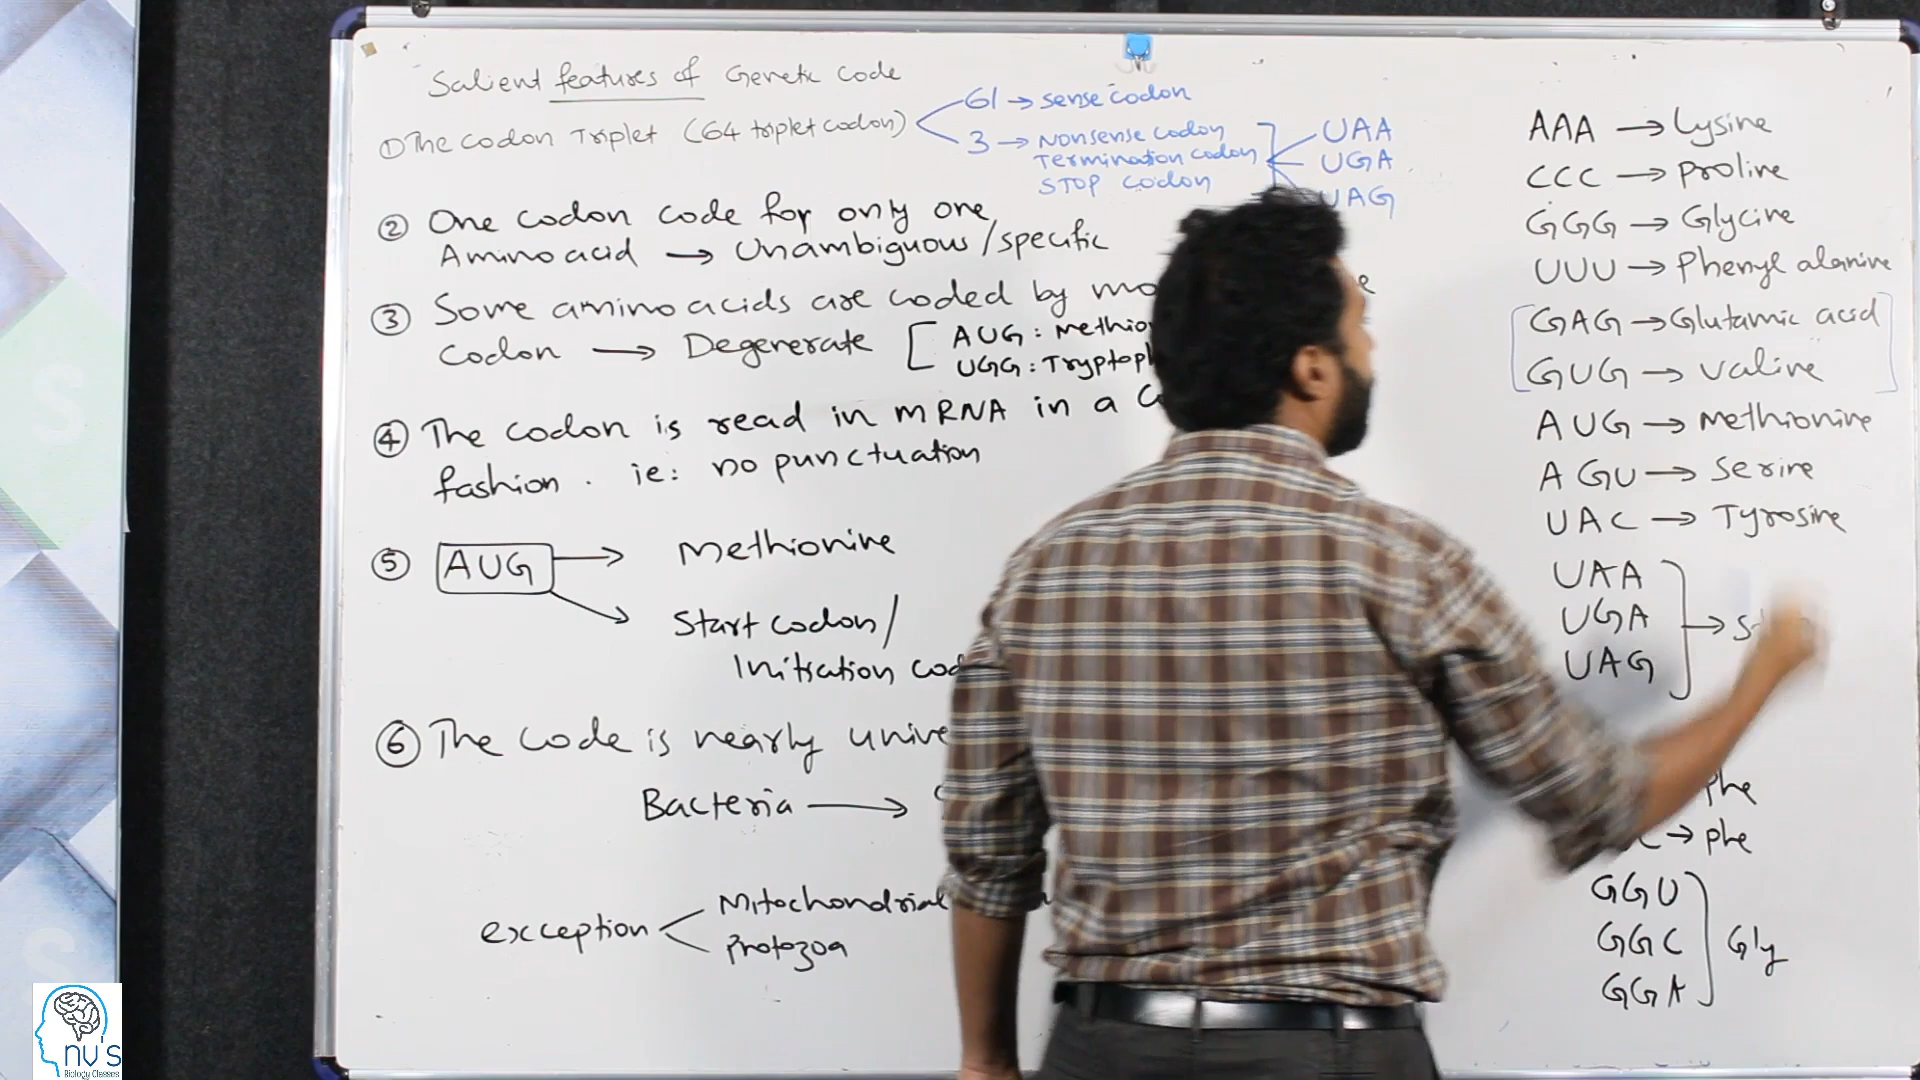 Salient features of Genetic code
① The codon Triplet (64 triplet codon)
61 → sense codon
3 → Nonsense codon
Termination codon
STOP codon
UAA
UGA
UAG
② One codon code for only one
Amino acid → Unambiguous / specific
③ Some amino acids are coded by
codon → Degenerate [ AUG :
UGG :
④ The codon is read in mRNA in a
fashion . ie: no punctuation
⑤ AUG → Methionine
→ Start codon /
Initiation
⑥ The code is nearly
Bacteria →
exception
Mitochondrial
Protozoa
AAA → Lysine
CCC → Proline
GGG → Glycine
UUU → Phenyl alanine
GAG → Glutamic acid
GUG → Valine
AUG → Methionine
AGU → Serine
UAC → Tyrosine
UAA
UGA
UAG
phe
→ phe
GGU
GGC
GGA
Gly
nv's
Biology Classes